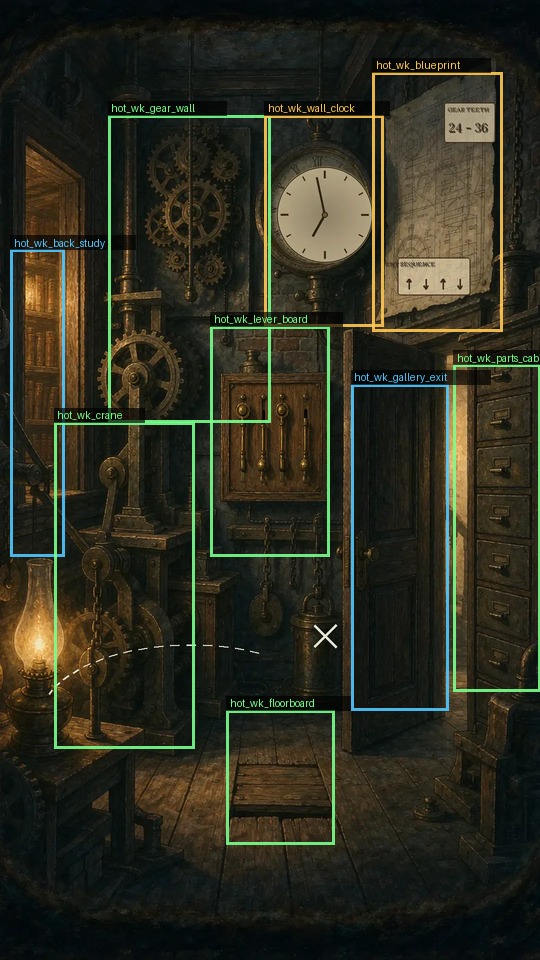 hot_wk_blueprint
hot_wk_gear_wall
hot_wk_wall_clock
GEAR TEETH
24 - 36
hot_wk_back_study
SEQUENCE
↑ ↓ ↑ ↓
hot_wk_lever_board
hot_wk_parts_cab
hot_wk_gallery_exit
hot_wk_crane
hot_wk_floorboard